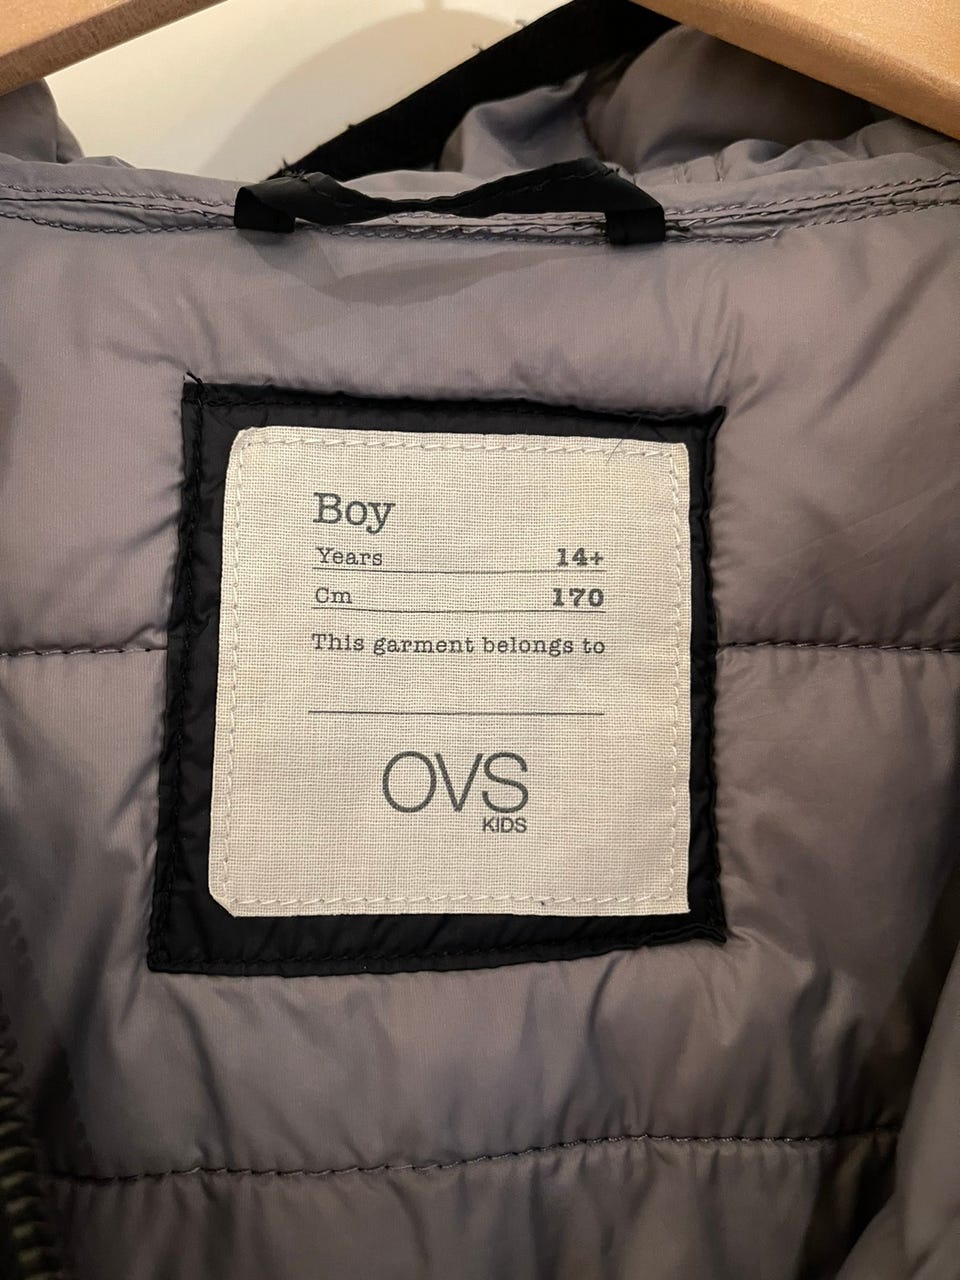 Boy
Years 14+
Cm 170
This garment belongs to
OVS
KIDS